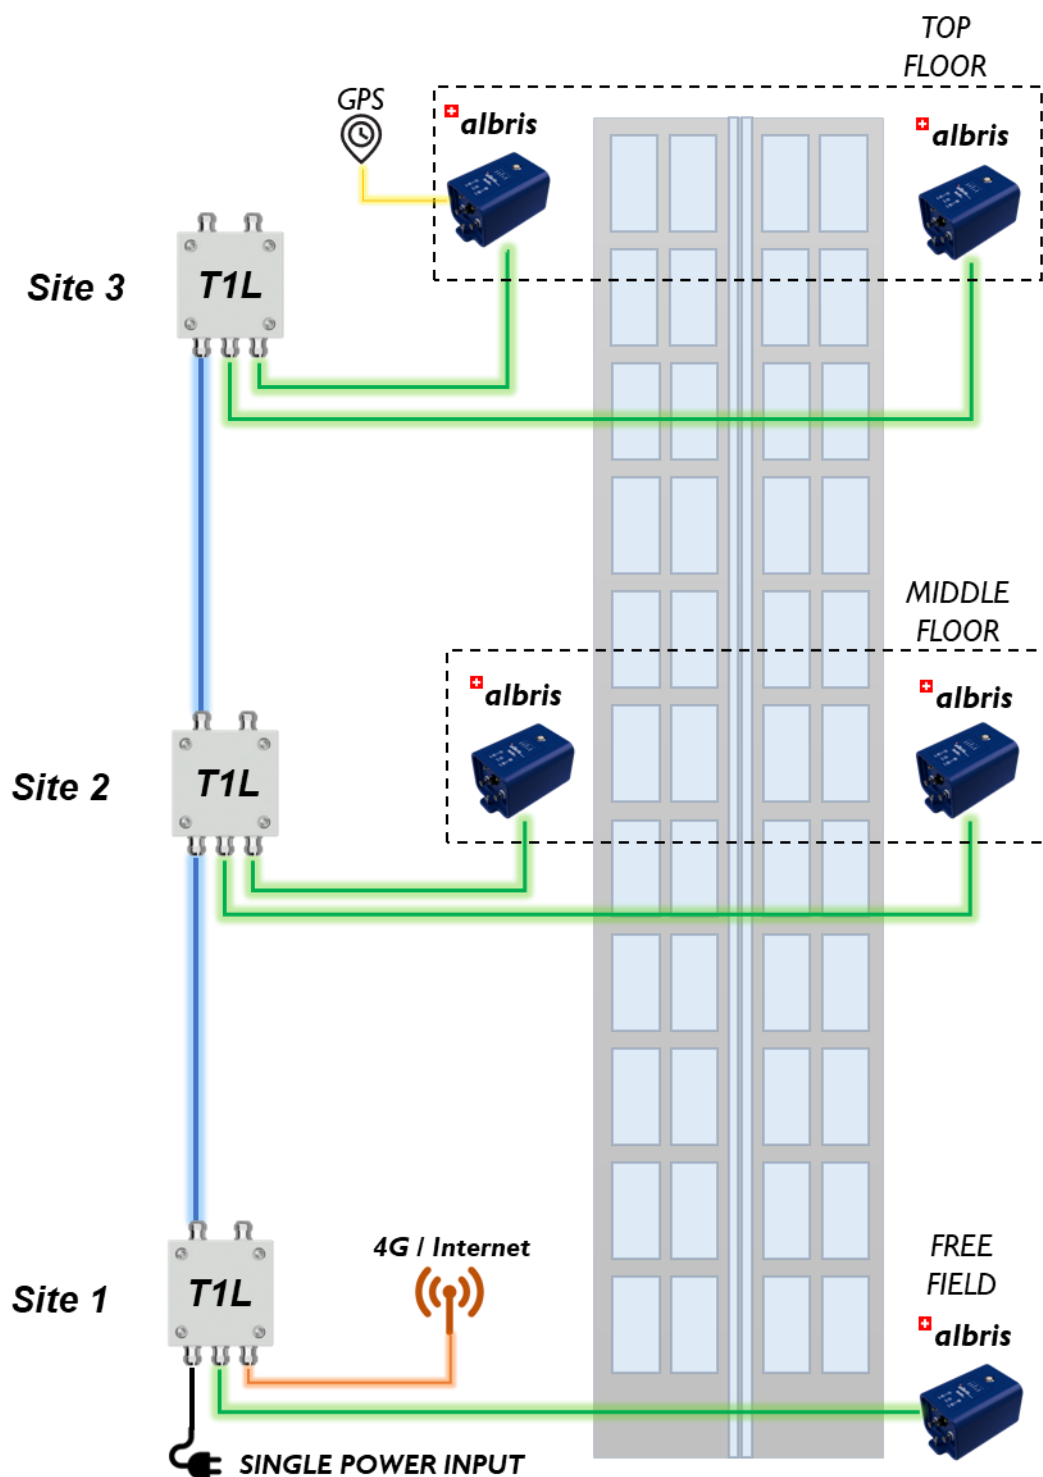 TOP
FLOOR
GPS
albris
albris
Site 3
T1L
MIDDLE
FLOOR
albris
albris
Site 2
T1L
4G / Internet
FREE
FIELD
Site 1
T1L
albris
SINGLE POWER INPUT